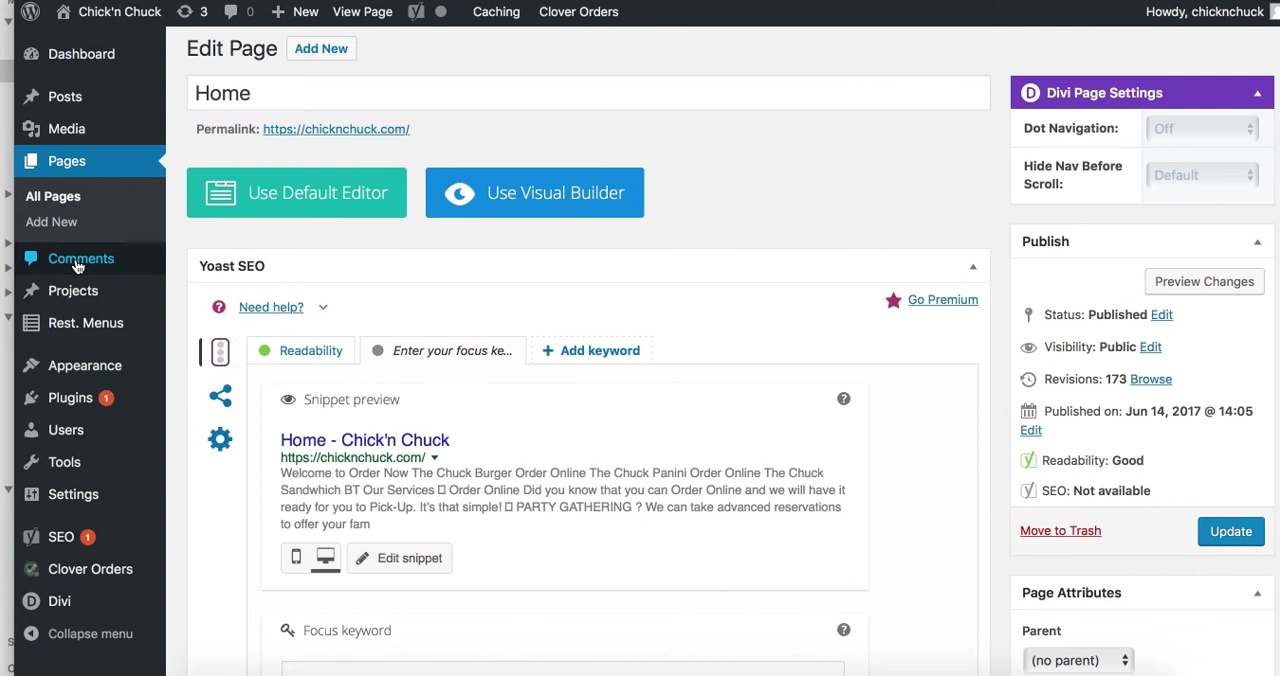 Chick'n Chuck 3 0 New View Page Caching Clover Orders Howdy, chicknchuck
Dashboard
Posts
Media
Pages
All Pages
Add New
Comments
Projects
Rest. Menus
Appearance
Plugins 1
Users
Tools
Settings
SEO 1
Clover Orders
Divi
Collapse menu
Edit Page Add New
Home
Permalink: https://chicknchuck.com/
Use Default Editor Use Visual Builder
Yoast SEO
Need help? Go Premium
Readability Enter your focus ke... Add keyword
Snippet preview
Home - Chick'n Chuck
https://chicknchuck.com/
Welcome to Order Now The Chuck Burger Order Online The Chuck Panini Order Online The Chuck
Sandwhich BT Our Services Order Online Did you know that you can Order Online and we will have it
ready for you to Pick-Up. It's that simple! PARTY GATHERING ? We can take advanced reservations
to offer your fam
Edit snippet
Focus keyword
Divi Page Settings
Dot Navigation: Off
Hide Nav Before
Scroll: Default
Publish
Preview Changes
Status: Published Edit
Visibility: Public Edit
Revisions: 173 Browse
Published on: Jun 14, 2017 @ 14:05
Edit
Readability: Good
SEO: Not available
Move to Trash Update
Page Attributes
Parent
(no parent)